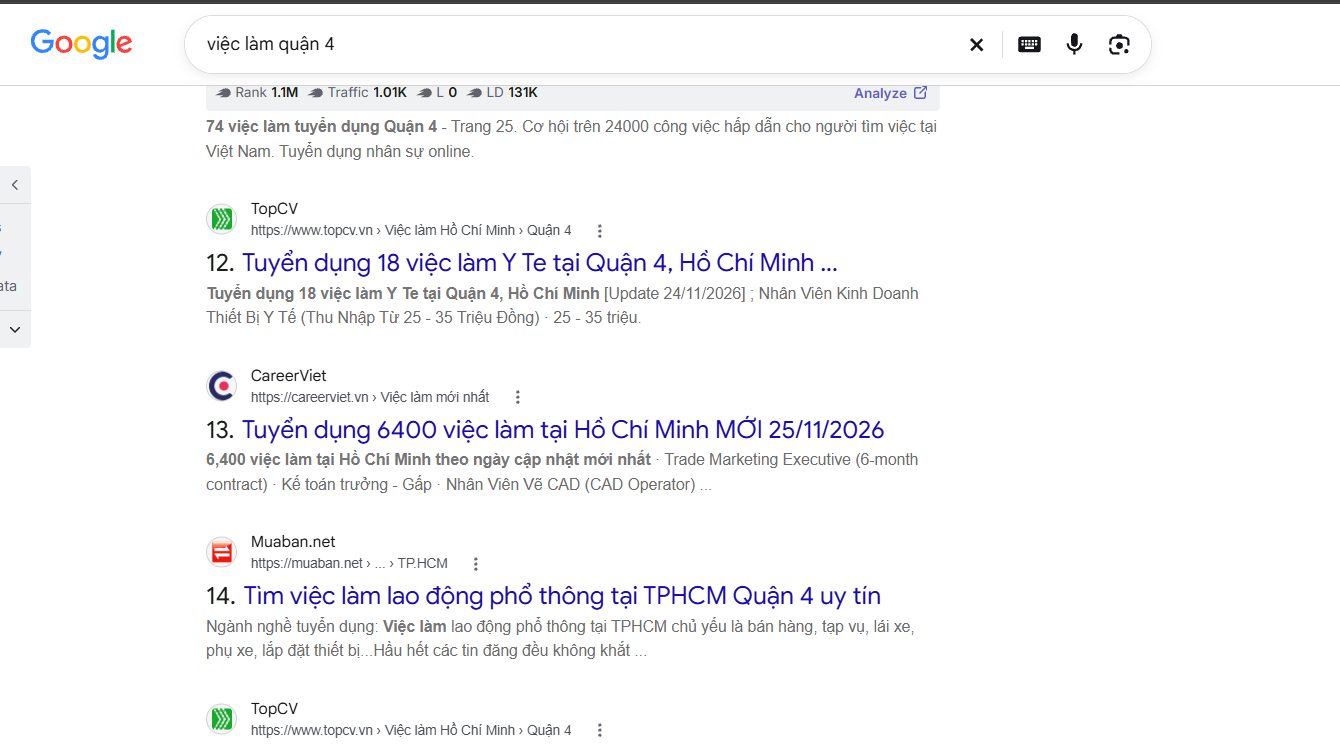 Google
việc làm quận 4
Rank 1.1M Traffic 1.01K L 0 LD 131K Analyze
74 việc làm tuyển dụng Quận 4 - Trang 25. Cơ hội trên 24000 công việc hấp dẫn cho người tìm việc tại
Việt Nam. Tuyển dụng nhân sự online.
TopCV
https://www.topcv.vn › Việc làm Hồ Chí Minh › Quận 4
12. Tuyển dụng 18 việc làm Y Te tại Quận 4, Hồ Chí Minh ...
Tuyển dụng 18 việc làm Y Te tại Quận 4, Hồ Chí Minh [Update 24/11/2026] ; Nhân Viên Kinh Doanh
Thiết Bị Y Tế (Thu Nhập Từ 25 - 35 Triệu Đồng) · 25 - 35 triệu.
ata
CareerViet
https://careerviet.vn › Việc làm mới nhất
13. Tuyển dụng 6400 việc làm tại Hồ Chí Minh MỚI 25/11/2026
6,400 việc làm tại Hồ Chí Minh theo ngày cập nhật mới nhất · Trade Marketing Executive (6-month
contract) · Kế toán trưởng - Gấp · Nhân Viên Vẽ CAD (CAD Operator) ...
Muaban.net
https://muaban.net › ... › TP.HCM
14. Tìm việc làm lao động phổ thông tại TPHCM Quận 4 uy tín
Ngành nghề tuyển dụng: Việc làm lao động phổ thông tại TPHCM chủ yếu là bán hàng, tạp vụ, lái xe,
phụ xe, lắp đặt thiết bị...Hầu hết các tin đăng đều không khắt ...
TopCV
https://www.topcv.vn › Việc làm Hồ Chí Minh › Quận 4